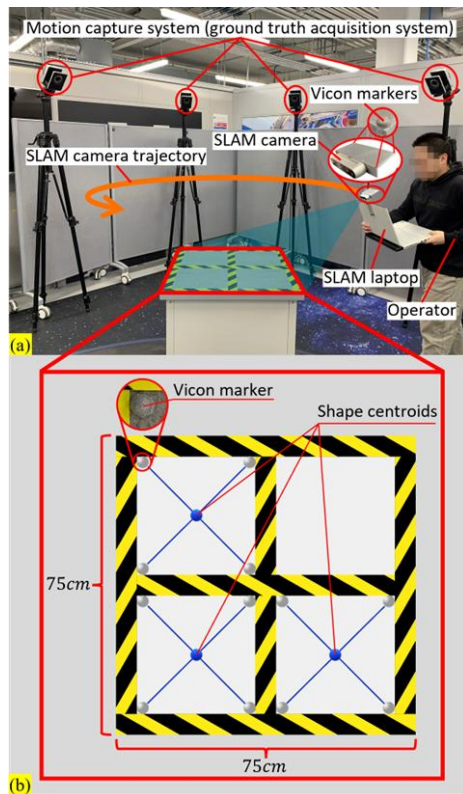 Motion capture system (ground truth acquisition system)
Vicon markers
SLAM camera
SLAM camera trajectory
SLAM laptop
Operator
(a)
Vicon marker
Shape centroids
75cm
75cm
(b)